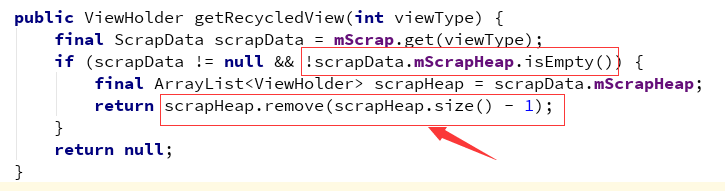 public ViewHolder getRecycledView(int viewType) {
    final ScrapData scrapData = mScrap.get(viewType);
    if (scrapData != null && !scrapData.mScrapHeap.isEmpty()) {
        final ArrayList<ViewHolder> scrapHeap = scrapData.mScrapHeap;
        return scrapHeap.remove(scrapHeap.size() - 1);
    }
    return null;
}